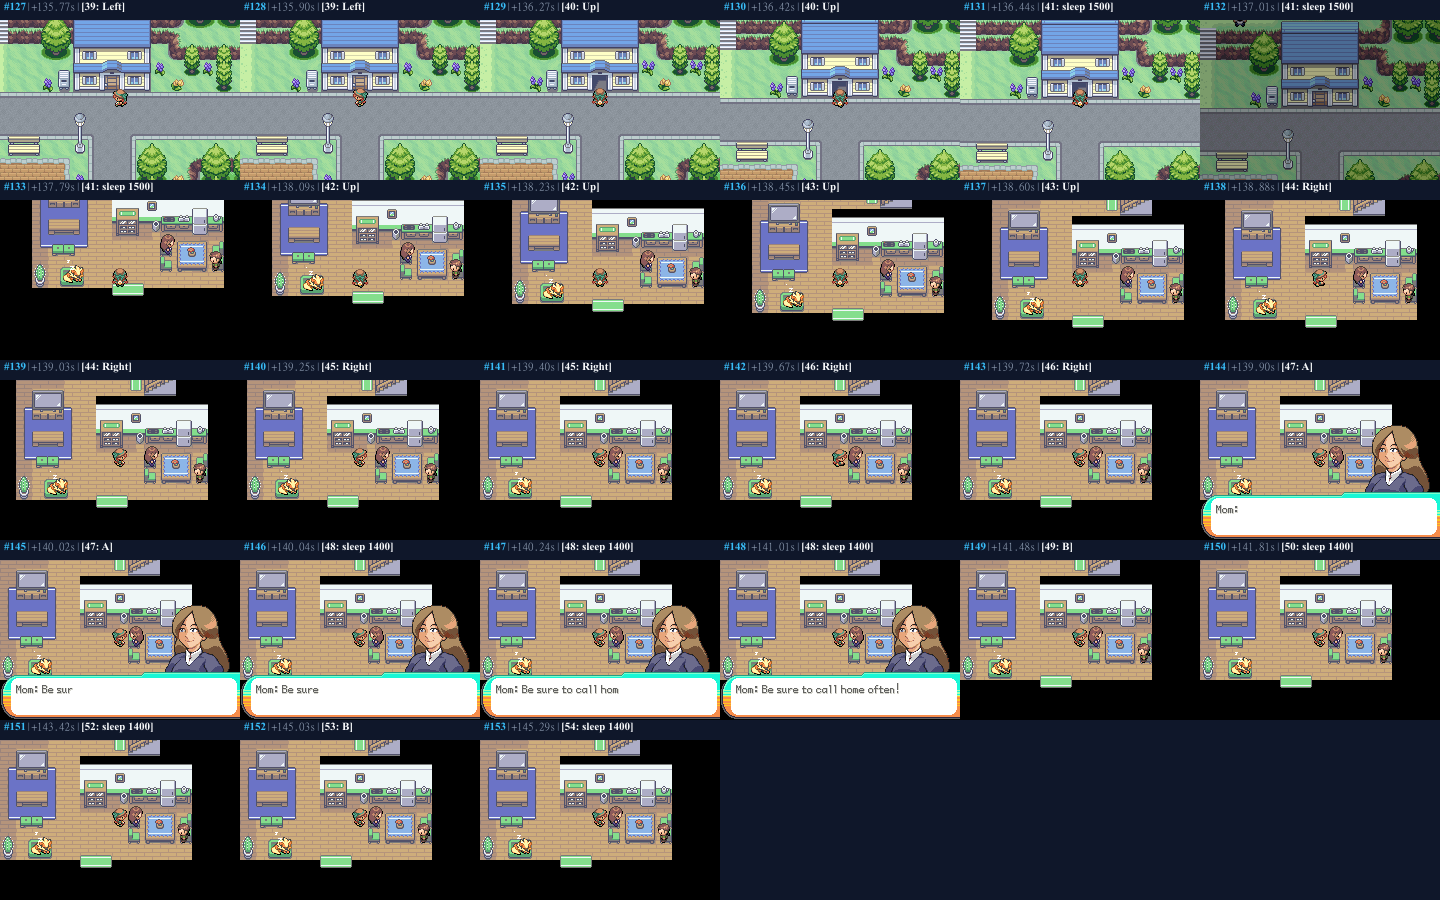 #127 | +135.77s | [39: Left]
#128 | +135.90s | [39: Left]
#129 | +136.27s | [40: Up]
#130 | +136.42s | [40: Up]
#131 | +136.44s | [41: sleep 1500]
#132 | +137.01s | [41: sleep 1500]
#133 | +137.79s | [41: sleep 1500]
#134 | +138.09s | [42: Up]
#135 | +138.23s | [42: Up]
#136 | +138.45s | [43: Up]
#137 | +138.60s | [43: Up]
#138 | +138.88s | [44: Right]
#139 | +139.03s | [44: Right]
#140 | +139.25s | [45: Right]
#141 | +139.40s | [45: Right]
#142 | +139.67s | [46: Right]
#143 | +139.72s | [46: Right]
#144 | +139.90s | [47: A]
Mom:
#145 | +140.02s | [47: A]
#146 | +140.04s | [48: sleep 1400]
#147 | +140.24s | [48: sleep 1400]
#148 | +141.01s | [48: sleep 1400]
#149 | +141.48s | [49: B]
#150 | +141.81s | [50: sleep 1400]
Mom: Be sur
Mom: Be sure
Mom: Be sure to call hom
Mom: Be sure to call home often!
#151 | +143.42s | [52: sleep 1400]
#152 | +145.03s | [53: B]
#153 | +145.29s | [54: sleep 1400]